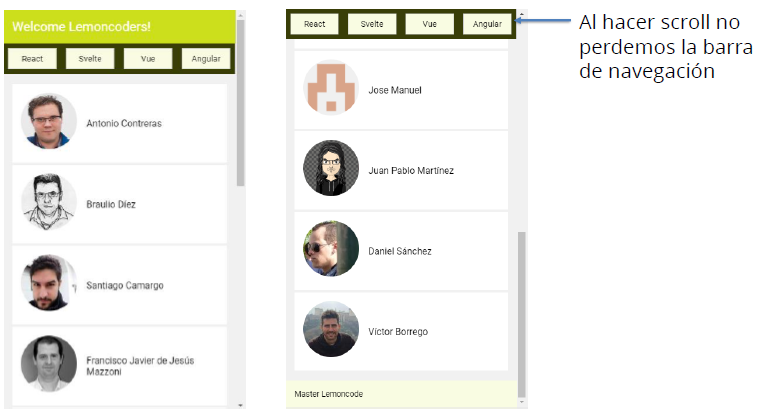 Welcome Lemoncoders!
React Svelte Vue Angular
Antonio Contreras
Braulio Díez
Santiago Camargo
Francisco Javier de Jesús
Mazzoni
React Svelte Vue Angular
Jose Manuel
Juan Pablo Martínez
Daniel Sánchez
Víctor Borrego
Master Lemoncode
Al hacer scroll no
perdemos la barra
de navegación